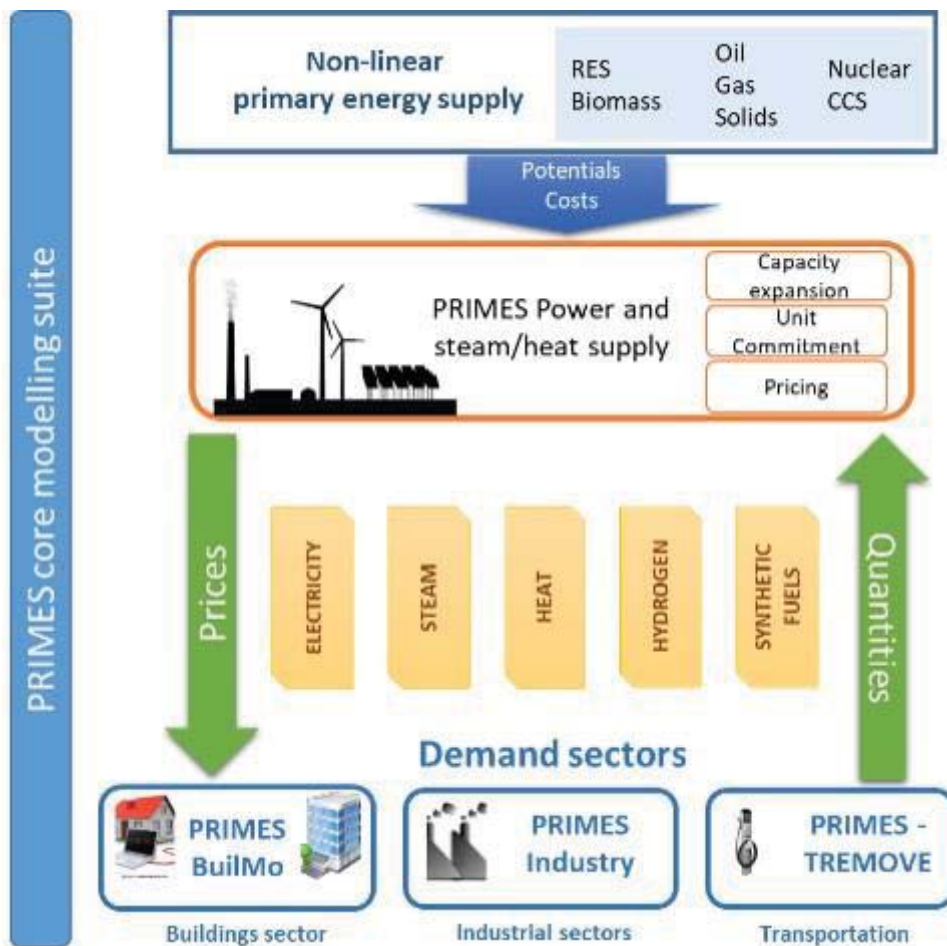 PRIMES core modelling suite
Non-linear
primary energy supply
RES
Biomass
Oil
Gas
Solids
Nuclear
CCS
Potentials
Costs
PRIMES Power and
steam/heat supply
Capacity
expansion
Unit
Commitment
Pricing
Prices
ELECTRICITY
STEAM
HEAT
HYDROGEN
SYNTHETIC
FUELS
Quantities
Demand sectors
PRIMES
BuilMo
PRIMES
Industry
PRIMES -
TREMOVE
Buildings sector
Industrial sectors
Transportation